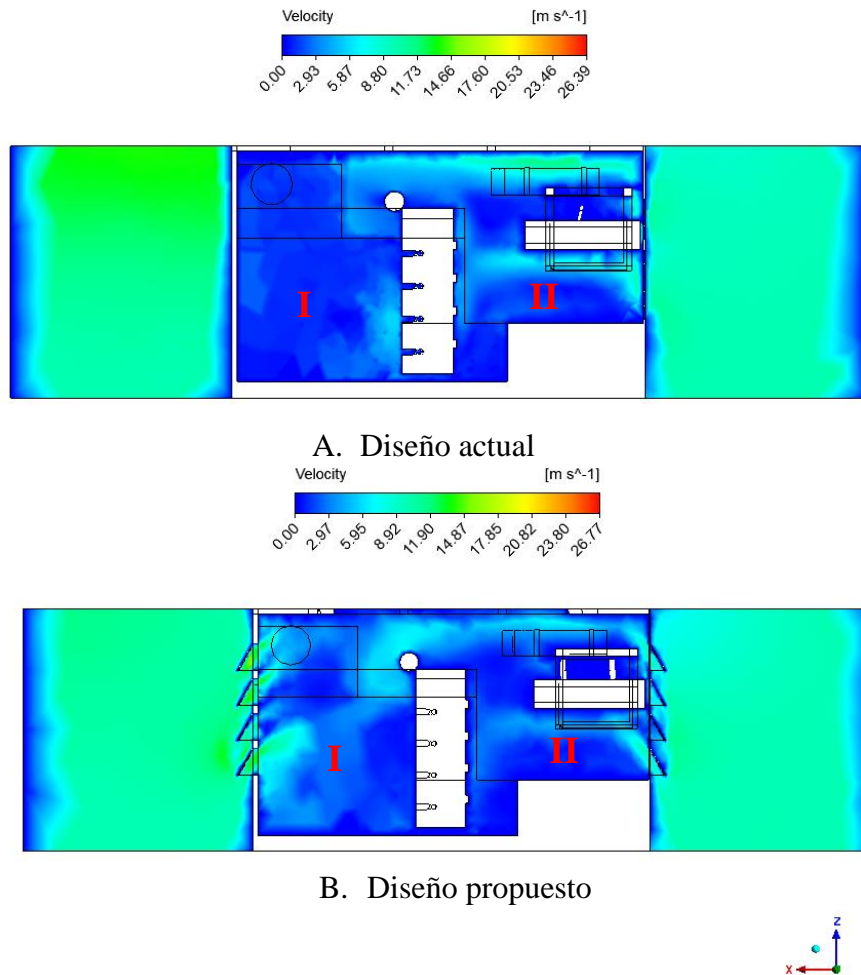 Velocity [m s^-1]
0.00 2.93 5.87 8.80 11.73 14.66 17.60 20.53 23.46 26.39
I II
A. Diseño actual
Velocity [m s^-1]
0.00 2.97 5.95 8.92 11.90 14.87 17.85 20.82 23.80 26.77
I II
B. Diseño propuesto
Z
X